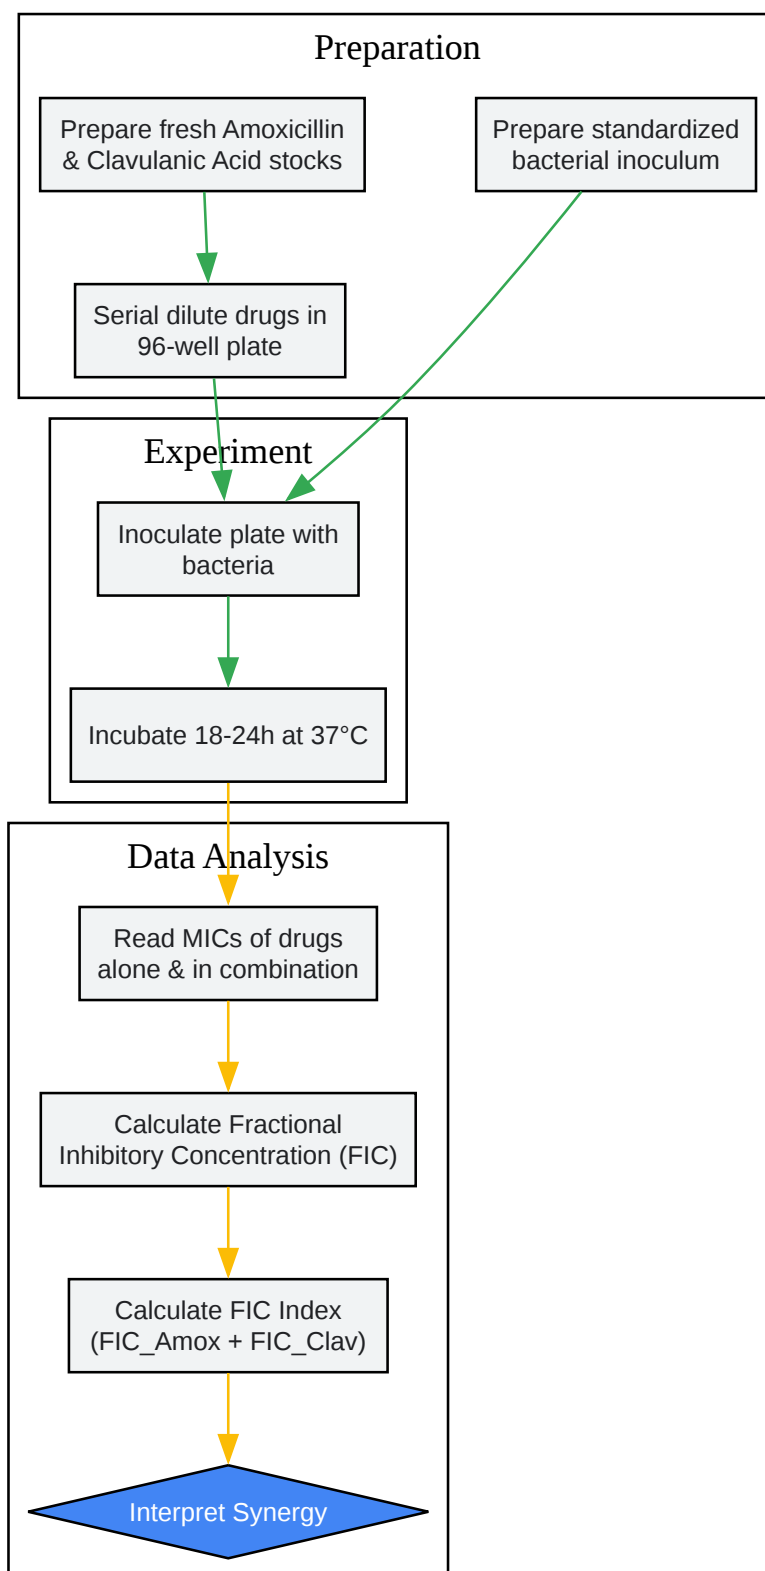 Preparation
Prepare fresh Amoxicillin
& Clavulanic Acid stocks
Prepare standardized
bacterial inoculum
Serial dilute drugs in
96-well plate
Experiment
Inoculate plate with
bacteria
Incubate 18-24h at 37°C
Data Analysis
Read MICs of drugs
alone & in combination
Calculate Fractional
Inhibitory Concentration (FIC)
Calculate FIC Index
(FIC_Amox + FIC_Clav)
Interpret Synergy